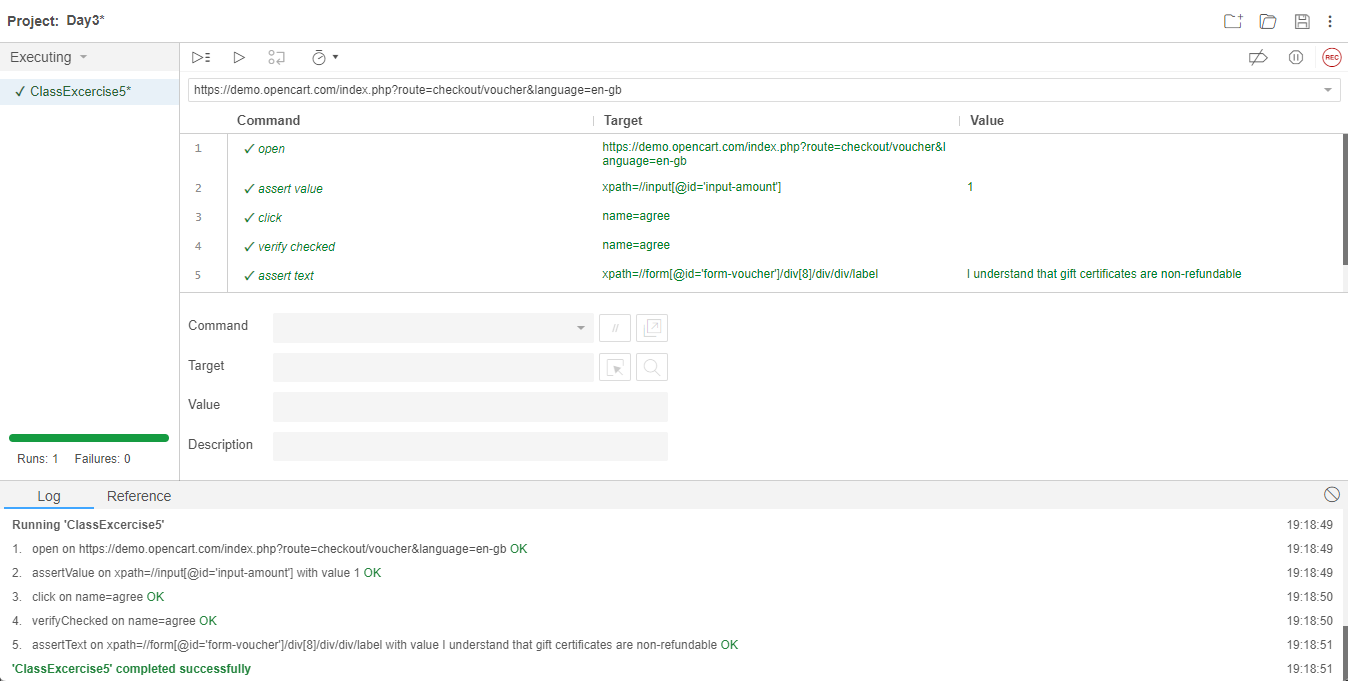 Project: Day3*
Executing
REC
✓ ClassExcercise5*
https://demo.opencart.com/index.php?route=checkout/voucher&language=en-gb
Command Target Value
1 ✓ open https://demo.opencart.com/index.php?route=checkout/voucher&l
anguage=en-gb
2 ✓ assert value xpath=//input[@id='input-amount'] 1
3 ✓ click name=agree
4 ✓ verify checked name=agree
5 ✓ assert text xpath=//form[@id='form-voucher']/div[8]/div/div/label I understand that gift certificates are non-refundable
Command //
Target
Value
Description
Runs: 1 Failures: 0
Log Reference
Running 'ClassExcercise5' 19:18:49
1. open on https://demo.opencart.com/index.php?route=checkout/voucher&language=en-gb OK 19:18:49
2. assertValue on xpath=//input[@id='input-amount'] with value 1 OK 19:18:49
3. click on name=agree OK 19:18:50
4. verifyChecked on name=agree OK 19:18:50
5. assertText on xpath=//form[@id='form-voucher']/div[8]/div/div/label with value I understand that gift certificates are non-refundable OK 19:18:51
'ClassExcercise5' completed successfully 19:18:51